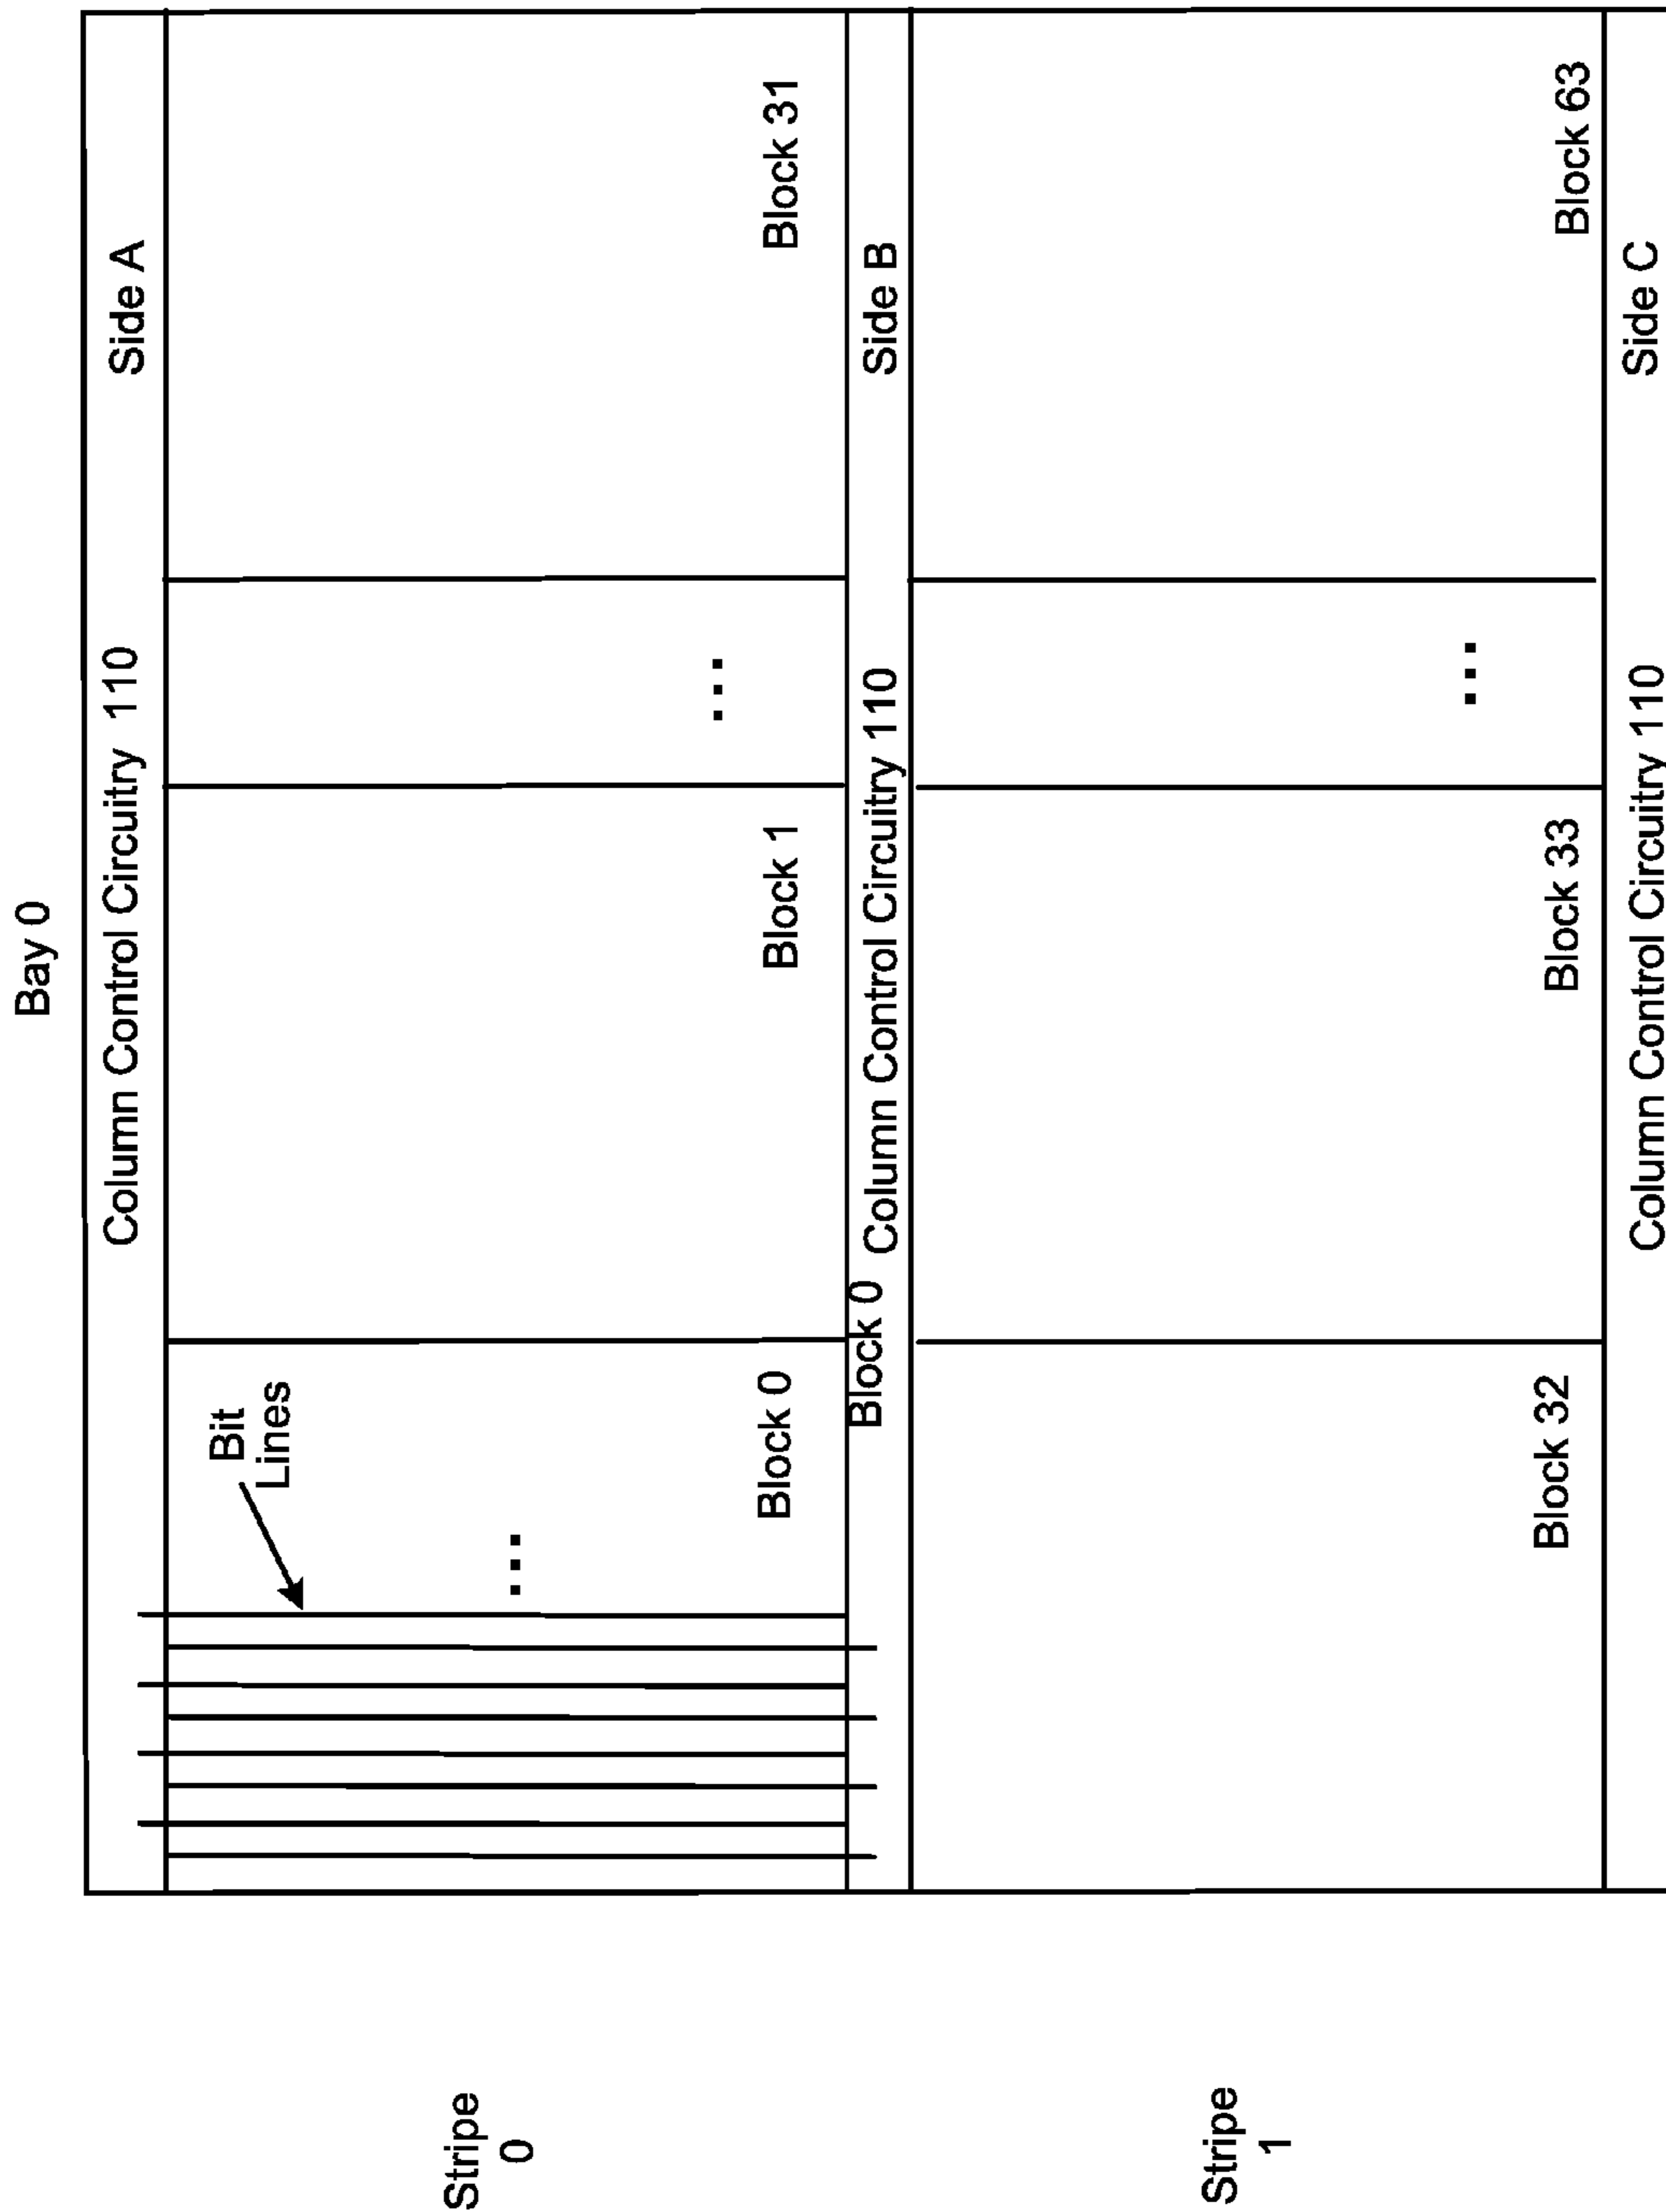 Bay 0
Column Control Circuitry 110
Side A
Bit
Lines
...
...
Stripe
0
Block 0
Block 1
Block 31
Block 0
Column Control Circuitry 110
Side B
...
Stripe
1
Block 32
Block 33
Block 63
Column Control Circuitry 110
Side C